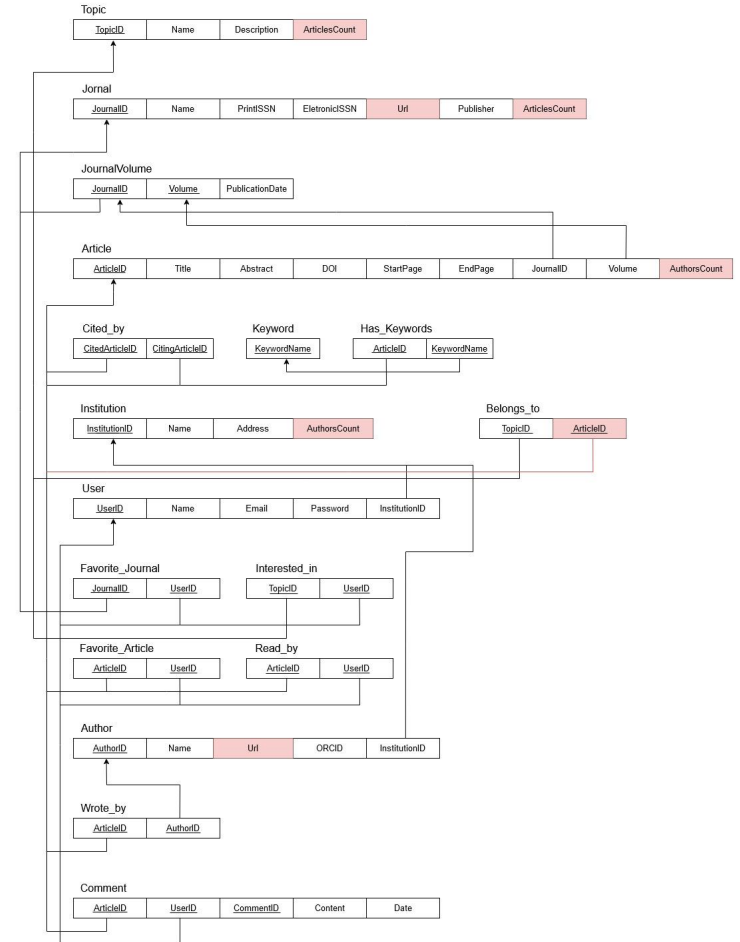 Topic
TopicID Name Description ArticlesCount
Jornal
JournalID Name PrintISSN EletronicISSN Url Publisher ArticlesCount
JournalVolume
JournalID Volume PublicationDate
Article
ArticleID Title Abstract DOI StartPage EndPage JournalID Volume AuthorsCount
Cited_by Keyword Has_Keywords
CitedArticleID CitingArticleID KeywordName ArticleID KeywordName
Institution Belongs_to
InstitutionID Name Address AuthorsCount TopicID ArticleID
User
UserID Name Email Password InstitutionID
Favorite_Journal Interested_in
JournalID UserID TopicID UserID
Favorite_Article Read_by
ArticleID UserID ArticleID UserID
Author
AuthorID Name Url ORCID InstitutionID
Wrote_by
ArticleID AuthorID
Comment
ArticleID UserID CommentID Content Date